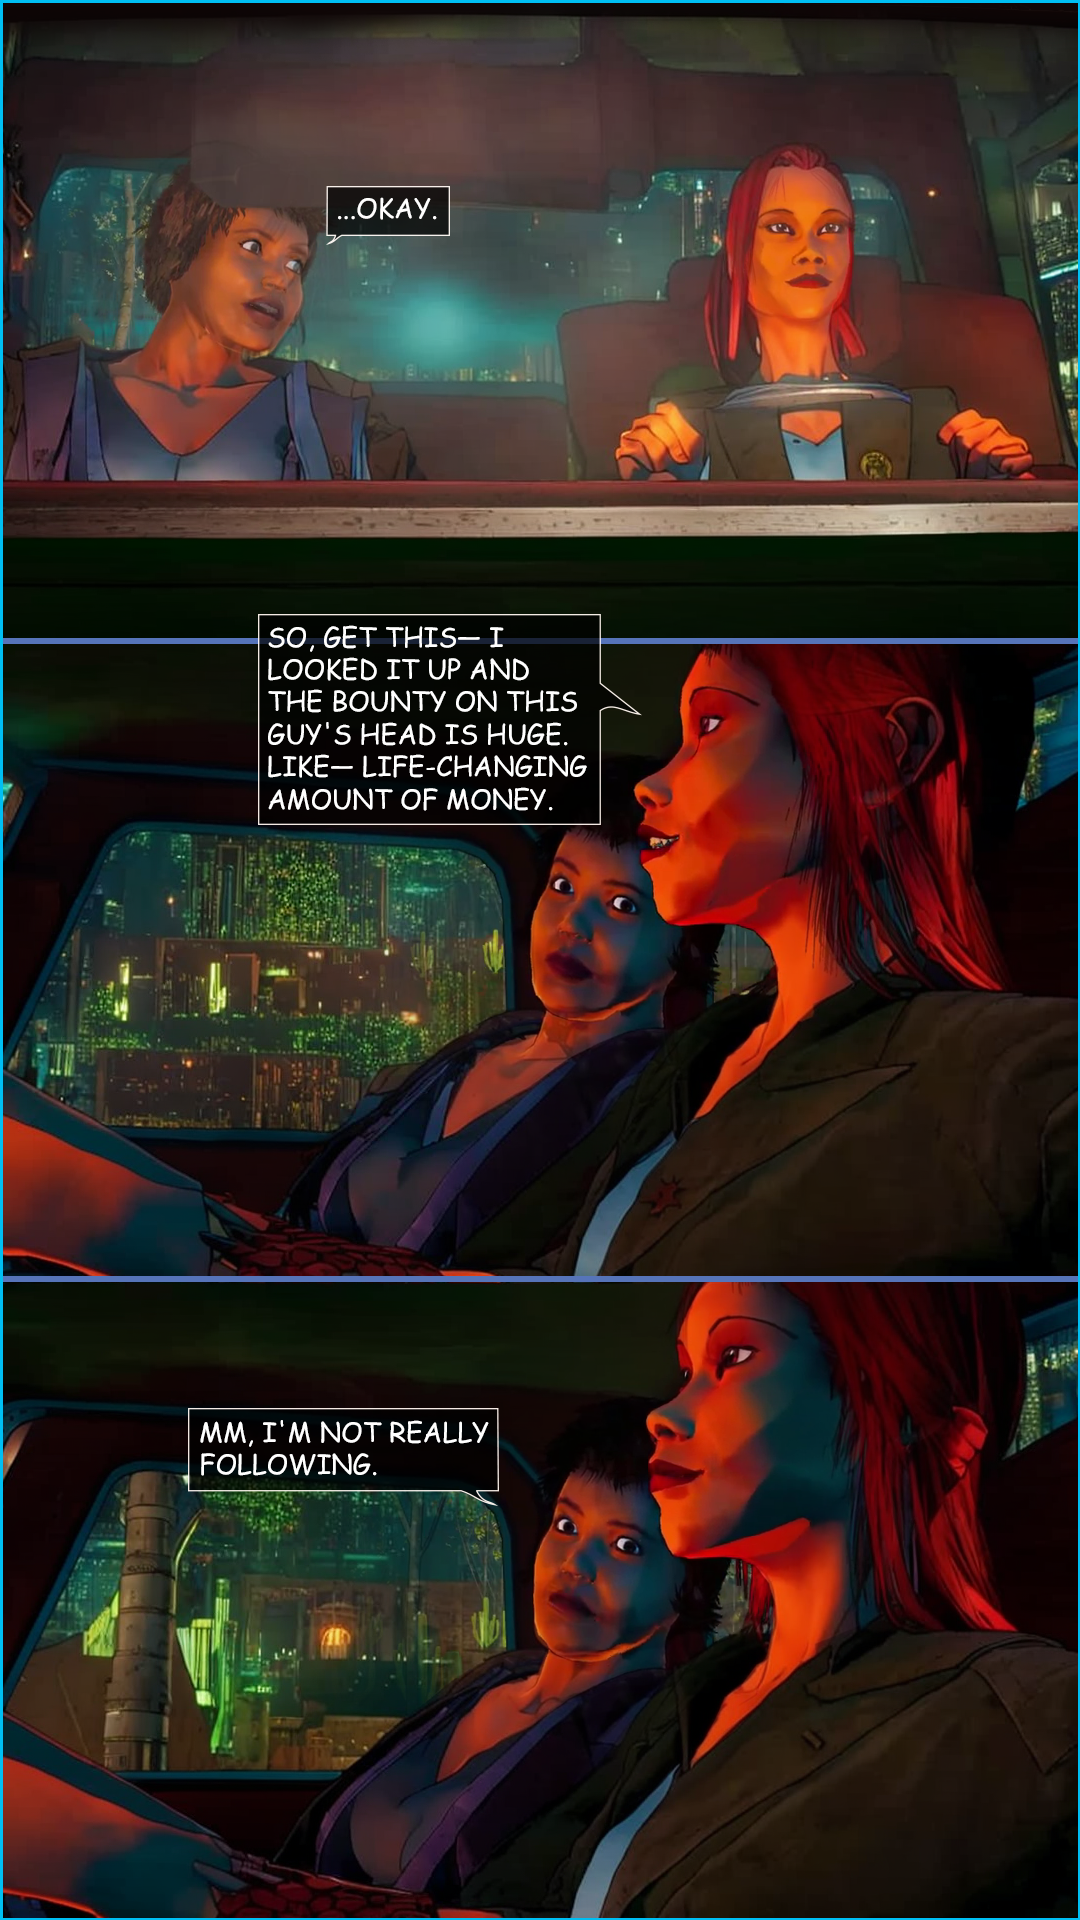 ...OKAY.
SO, GET THIS— I
LOOKED IT UP AND
THE BOUNTY ON THIS
GUY'S HEAD IS HUGE.
LIKE— LIFE-CHANGING
AMOUNT OF MONEY.
MM, I'M NOT REALLY
FOLLOWING.